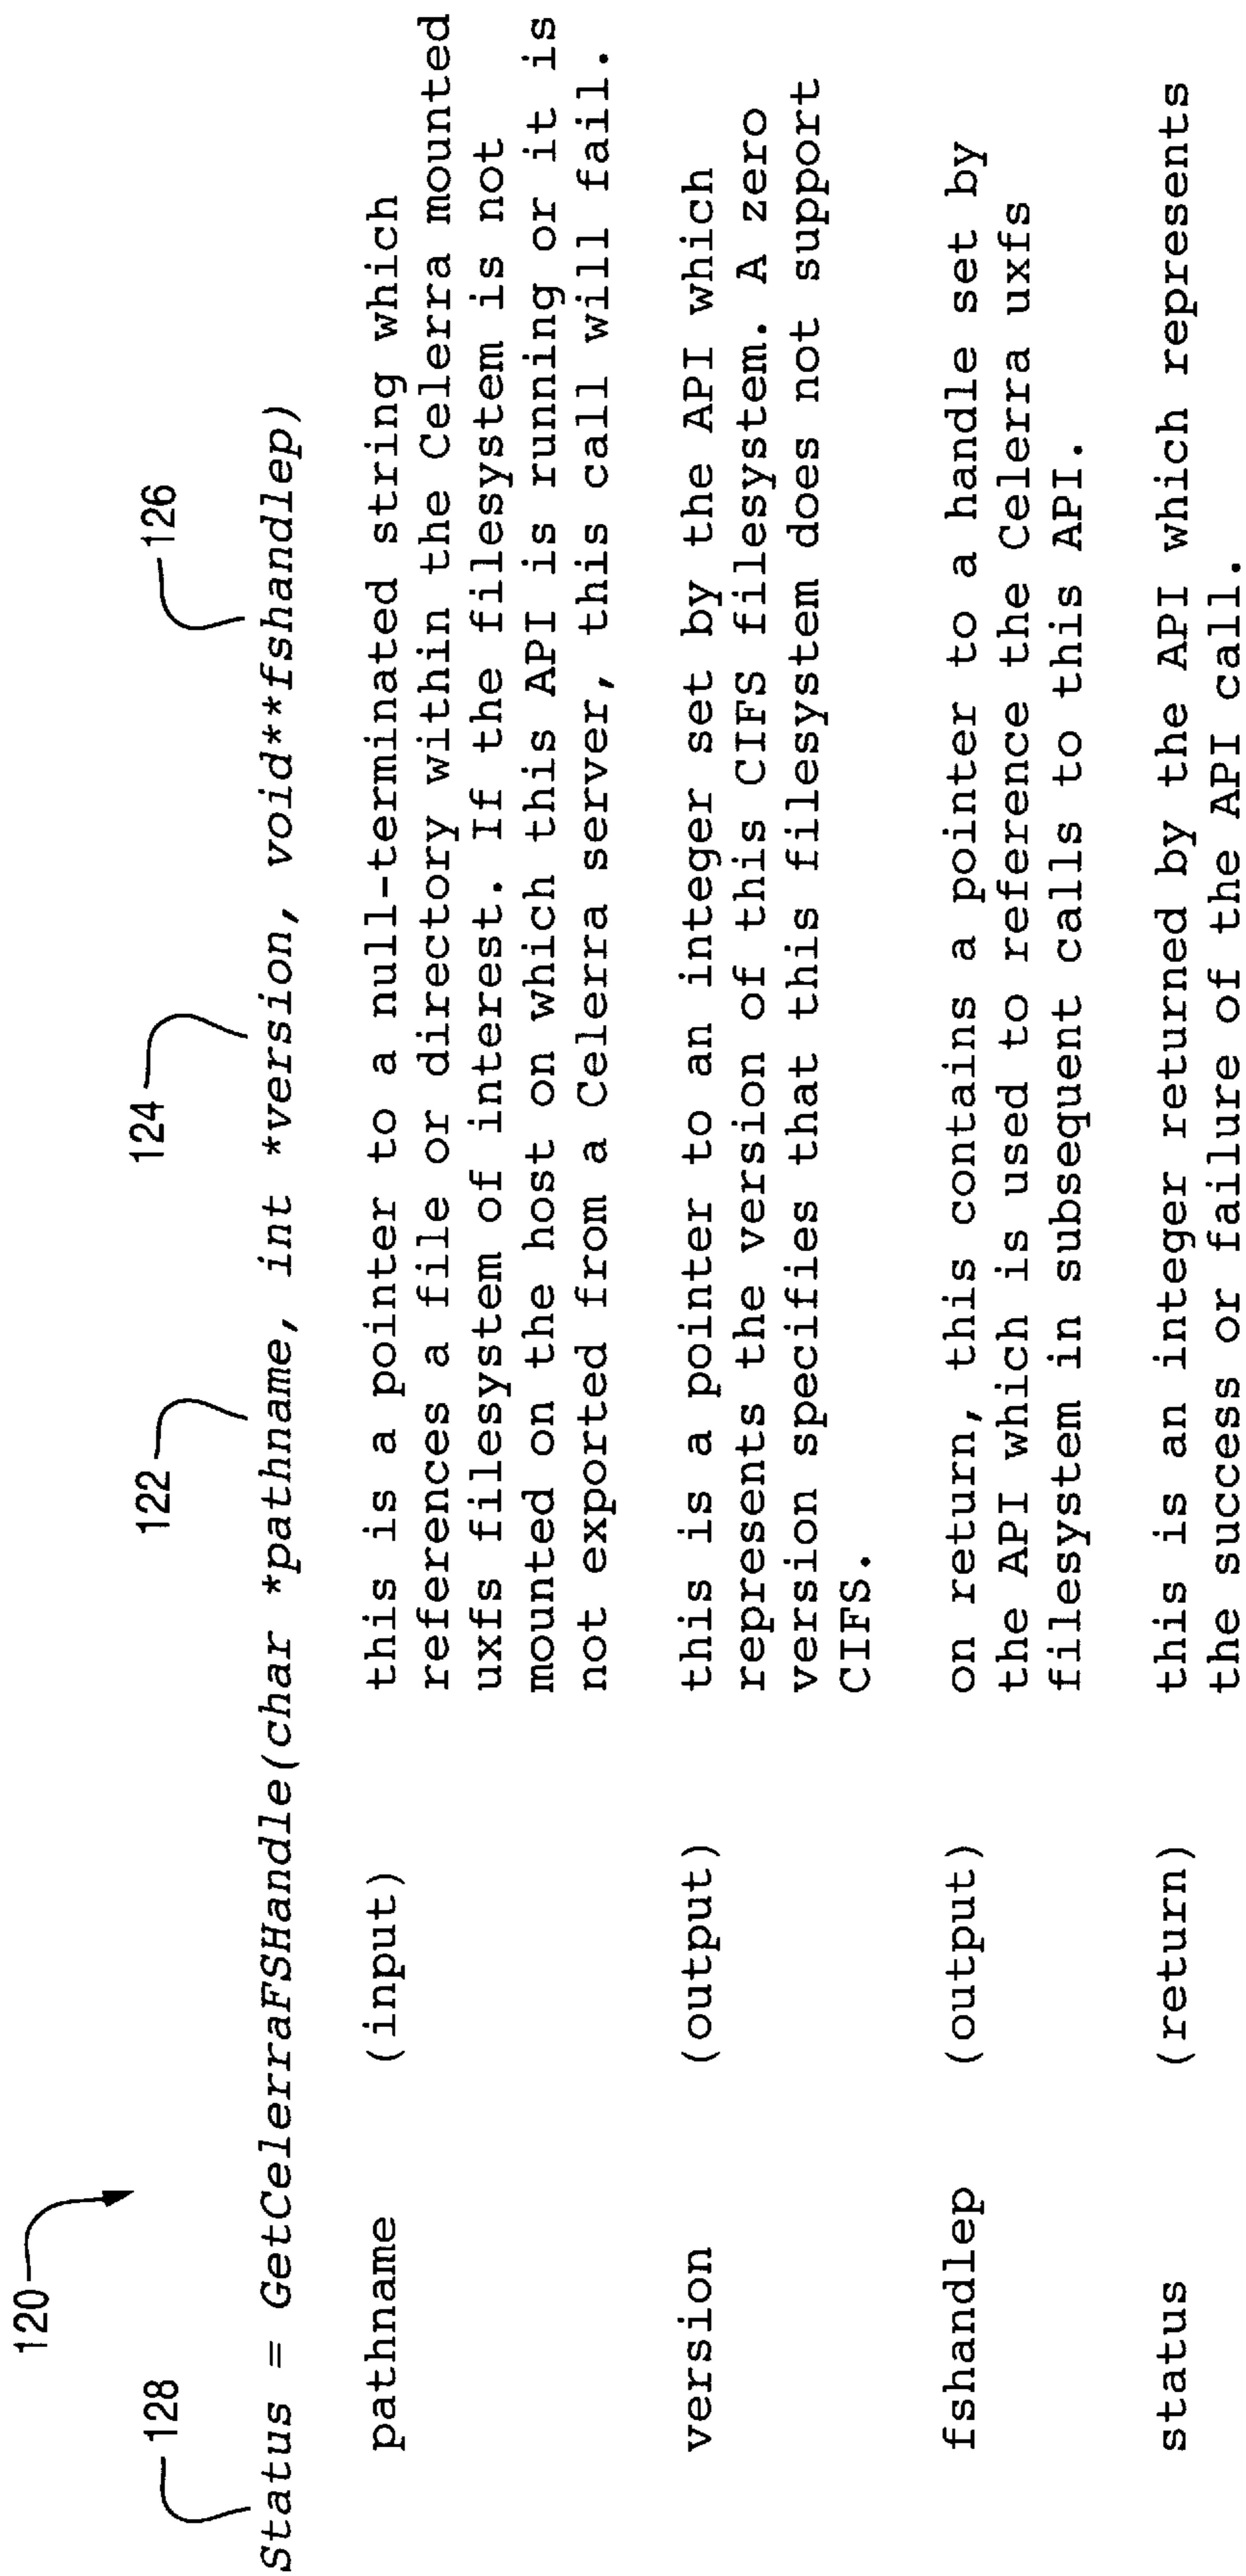 120
128
122
124
126
Status = GetCelerraFSHandle(char *pathname, int *version, void**fshandlep)
pathname (input) this is a pointer to a null-terminated string which
references a file or directory within the Celerra mounted
uxfs filesystem of interest. If the filesystem is not
mounted on the host on which this API is running or it is
not exported from a Celerra server, this call will fail.
version (output) this is a pointer to an integer set by the API which
represents the version of this CIFS filesystem. A zero
version specifies that this filesystem does not support
CIFS.
fshandlep (output) on return, this contains a pointer to a handle set by
the API which is used to reference the Celerra uxfs
filesystem in subsequent calls to this API.
status (return) this is an integer returned by the API which represents
the success or failure of the API call.